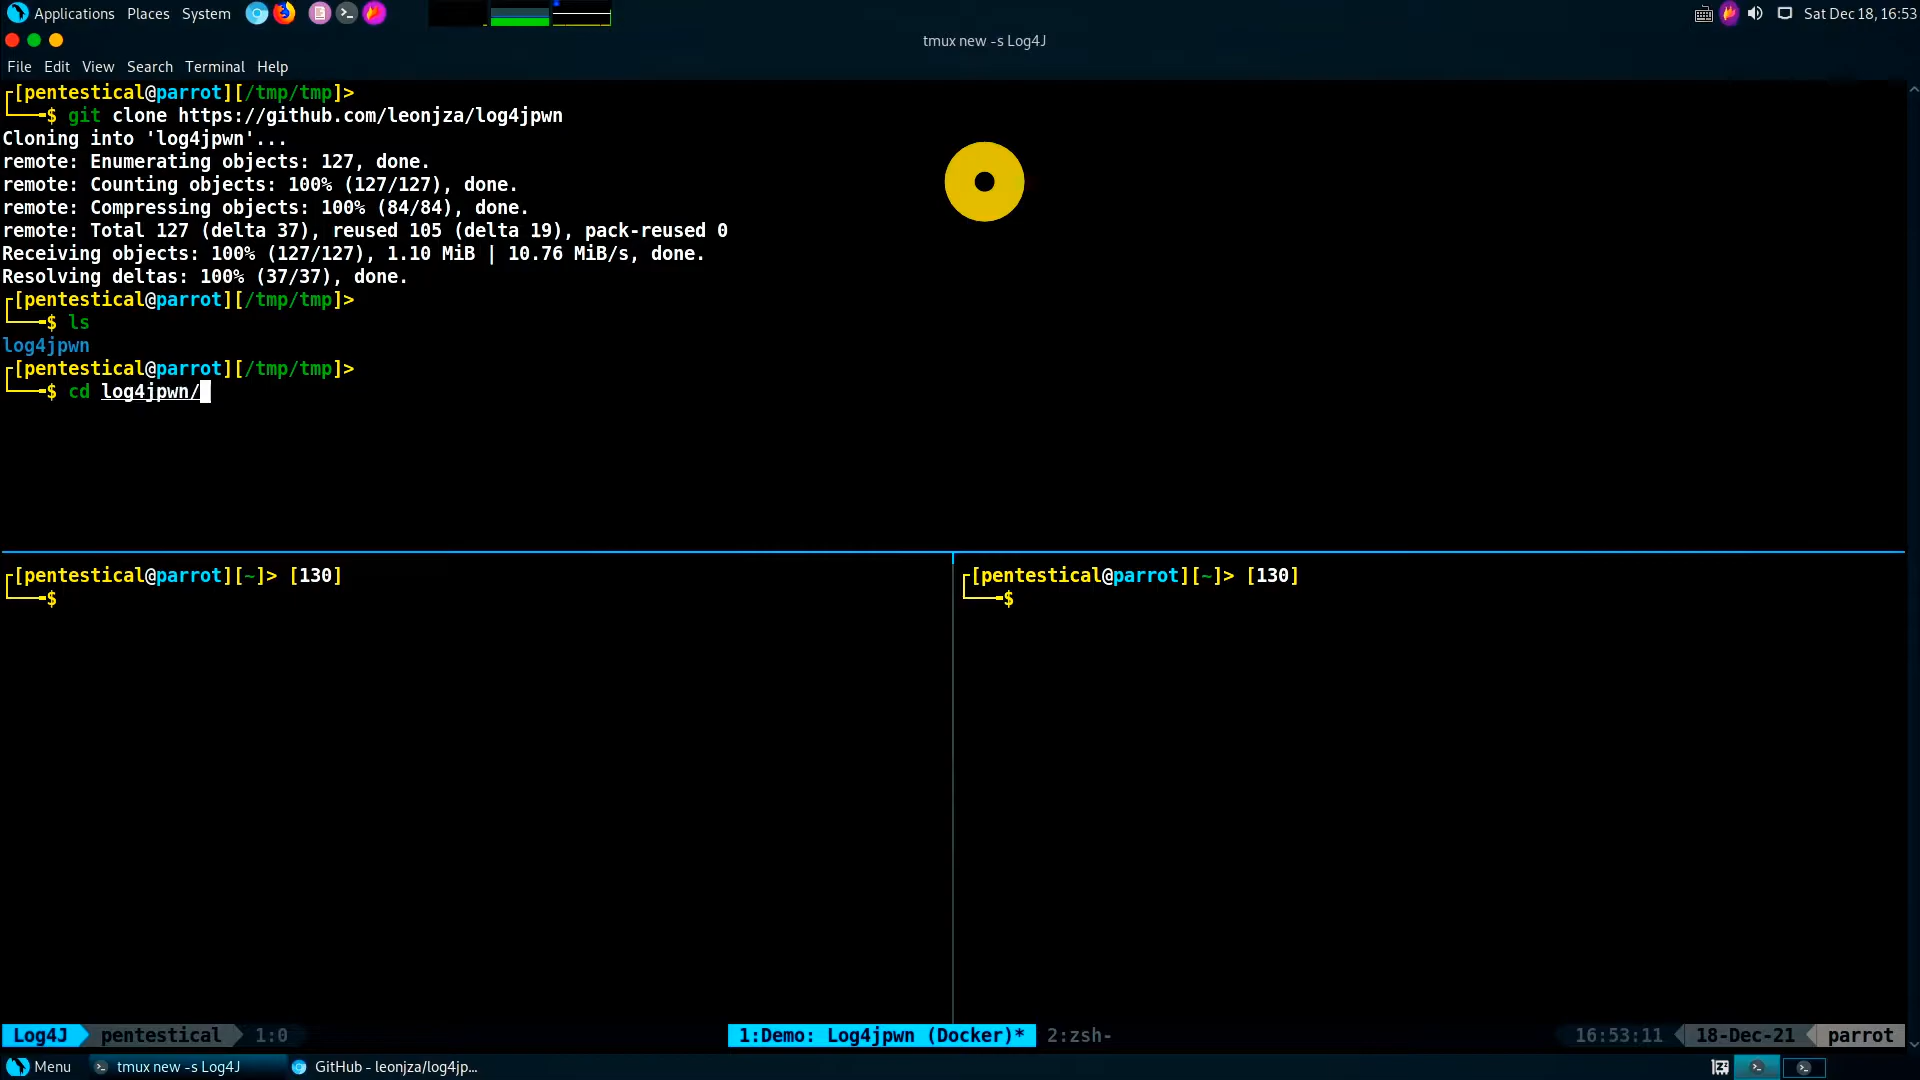 Applications Places System
Sat Dec 18, 16:53
tmux new -s Log4J
File Edit View Search Terminal Help
[pentestical@parrot][/tmp/tmp]>
$ git clone https://github.com/leonjza/log4jpwn
Cloning into 'log4jpwn'...
remote: Enumerating objects: 127, done.
remote: Counting objects: 100% (127/127), done.
remote: Compressing objects: 100% (84/84), done.
remote: Total 127 (delta 37), reused 105 (delta 19), pack-reused 0
Receiving objects: 100% (127/127), 1.10 MiB | 10.76 MiB/s, done.
Resolving deltas: 100% (37/37), done.
[pentestical@parrot][/tmp/tmp]>
$ ls
log4jpwn
[pentestical@parrot][/tmp/tmp]>
$ cd log4jpwn/
[pentestical@parrot][~]> [130]
$
[pentestical@parrot][~]> [130]
$
Log4J pentestical 1:0 1:Demo: Log4jpwn (Docker)* 2:zsh- 16:53:11 18-Dec-21 parrot
Menu tmux new -s Log4J GitHub - leonjza/log4jp...